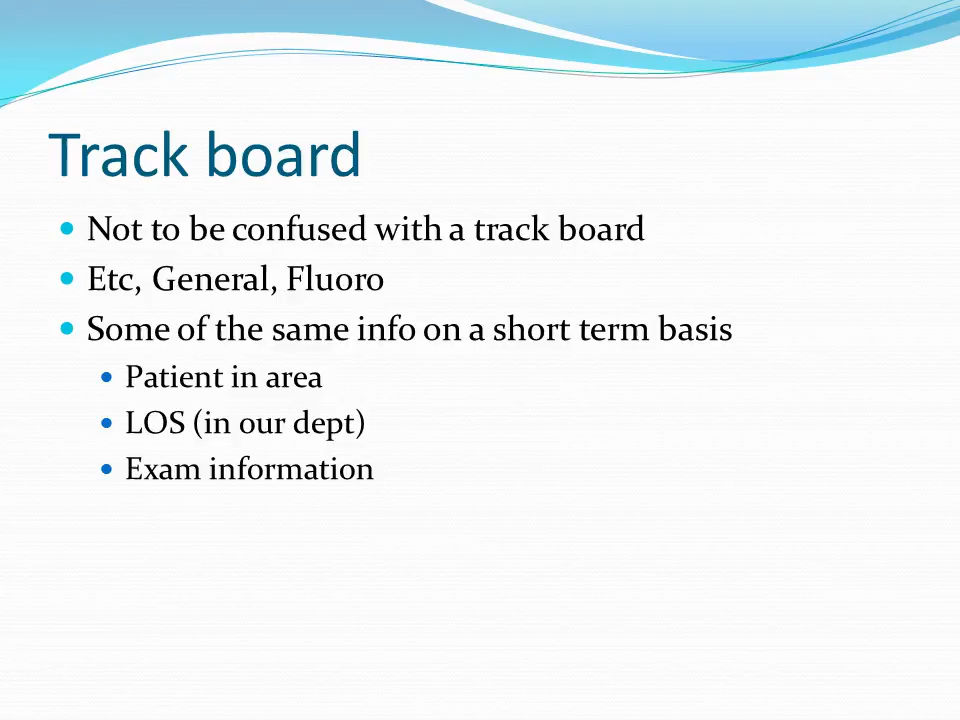 Track board
Not to be confused with a track board
Etc, General, Fluoro
Some of the same info on a short term basis
Patient in area
LOS (in our dept)
Exam information